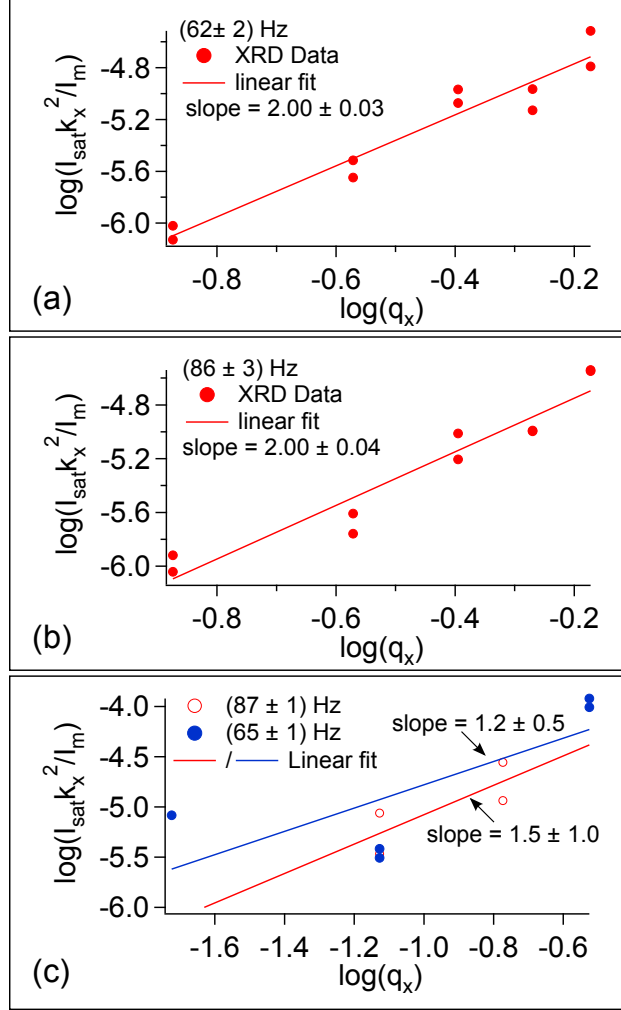 (62± 2) Hz
XRD Data
linear fit
slope = 2.00 ± 0.03
log(I_sat k_x^2/I_m)
-4.8
-5.2
-5.6
-6.0
-0.8 -0.6 -0.4 -0.2
log(q_x)
(a)
(86 ± 3) Hz
XRD Data
linear fit
slope = 2.00 ± 0.04
log(I_sat k_x^2/I_m)
-4.8
-5.2
-5.6
-6.0
-0.8 -0.6 -0.4 -0.2
log(q_x)
(b)
(87 ± 1) Hz
(65 ± 1) Hz
/ Linear fit
slope = 1.2 ± 0.5
slope = 1.5 ± 1.0
log(I_sat k_x^2/I_m)
-4.0
-4.5
-5.0
-5.5
-6.0
-1.6 -1.4 -1.2 -1.0 -0.8 -0.6
log(q_x)
(c)